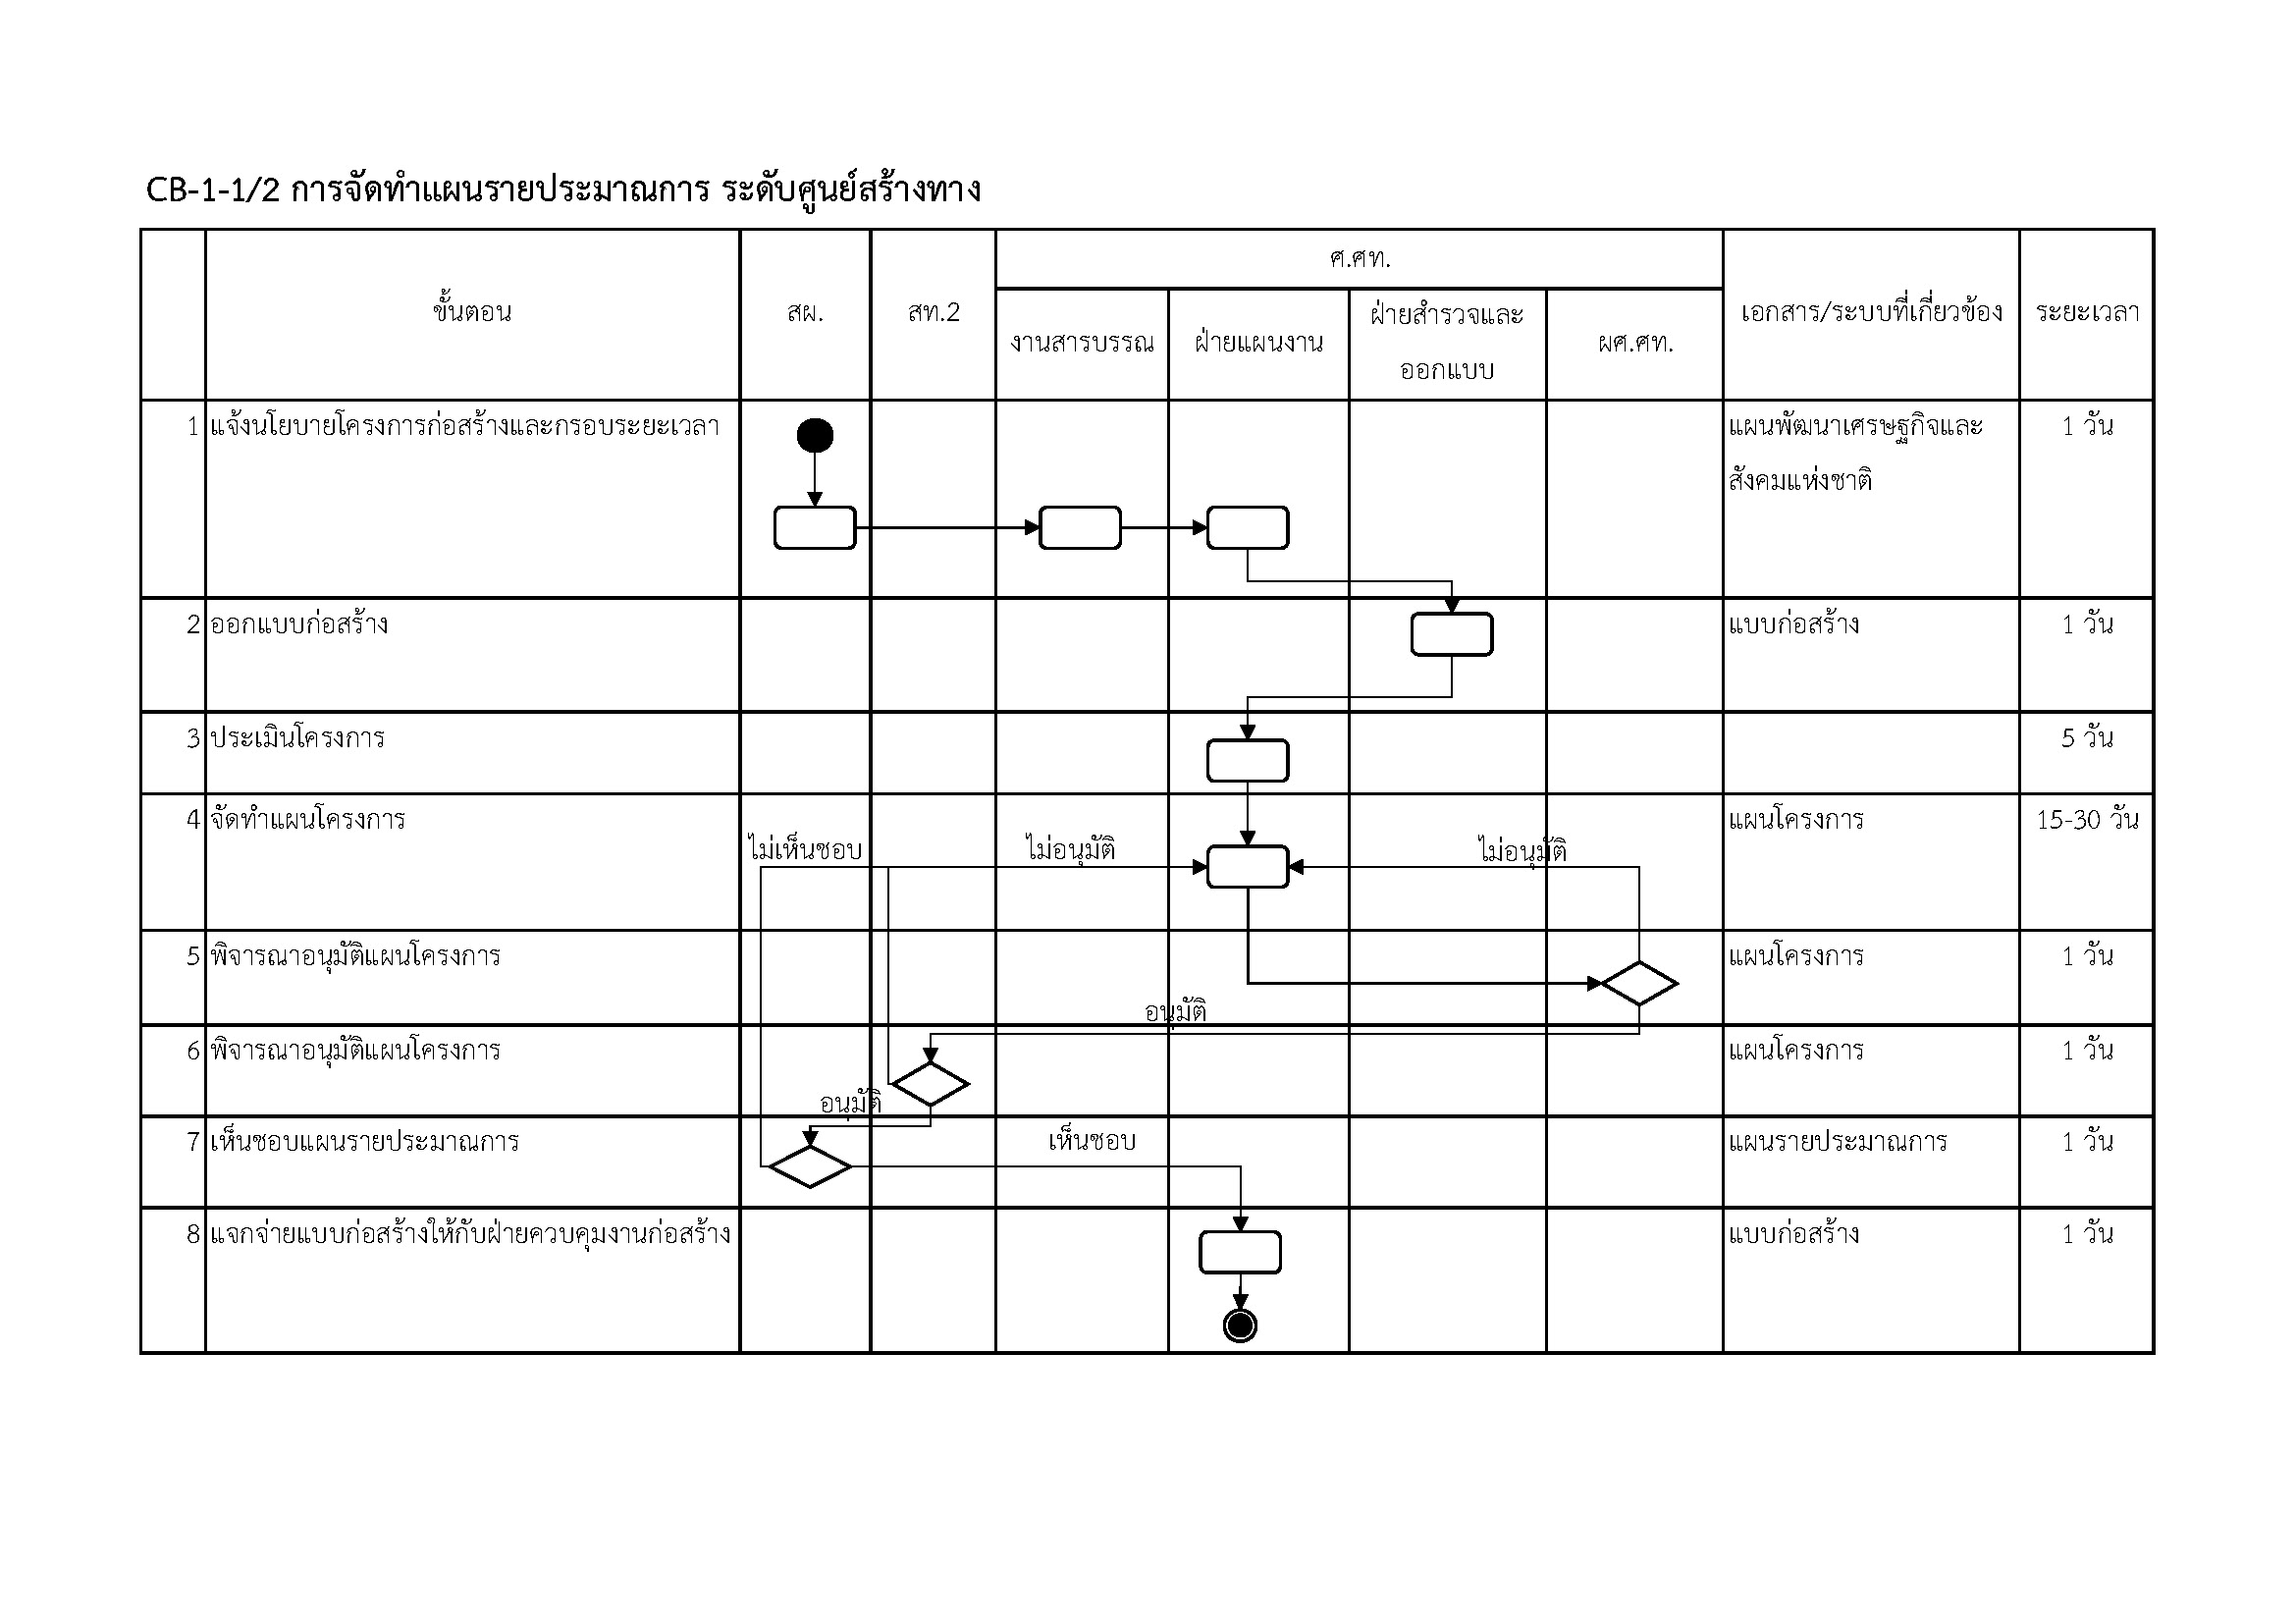 CB-1-1/2 การจัดทำแผนรายประมาณการ ระดับศูนย์สร้างทาง
ขั้นตอน
สผ.
สท.2
ศ.ศท.
งานสารบรรณ
ฝ่ายแผนงาน
ฝ่ายสำรวจและ
ออกแบบ
ผศ.ศท.
เอกสาร/ระบบที่เกี่ยวข้อง
ระยะเวลา
1 แจ้งนโยบายโครงการก่อสร้างและกรอบระยะเวลา
แผนพัฒนาเศรษฐกิจและ
สังคมแห่งชาติ
1 วัน
2 ออกแบบก่อสร้าง
แบบก่อสร้าง
1 วัน
3 ประเมินโครงการ
5 วัน
4 จัดทำแผนโครงการ
แผนโครงการ
15-30 วัน
ไม่เห็นชอบ
ไม่อนุมัติ
ไม่อนุมัติ
5 พิจารณาอนุมัติแผนโครงการ
แผนโครงการ
1 วัน
อนุมัติ
6 พิจารณาอนุมัติแผนโครงการ
แผนโครงการ
1 วัน
อนุมัติ
7 เห็นชอบแผนรายประมาณการ
เห็นชอบ
แผนรายประมาณการ
1 วัน
8 แจกจ่ายแบบก่อสร้างให้กับฝ่ายควบคุมงานก่อสร้าง
แบบก่อสร้าง
1 วัน